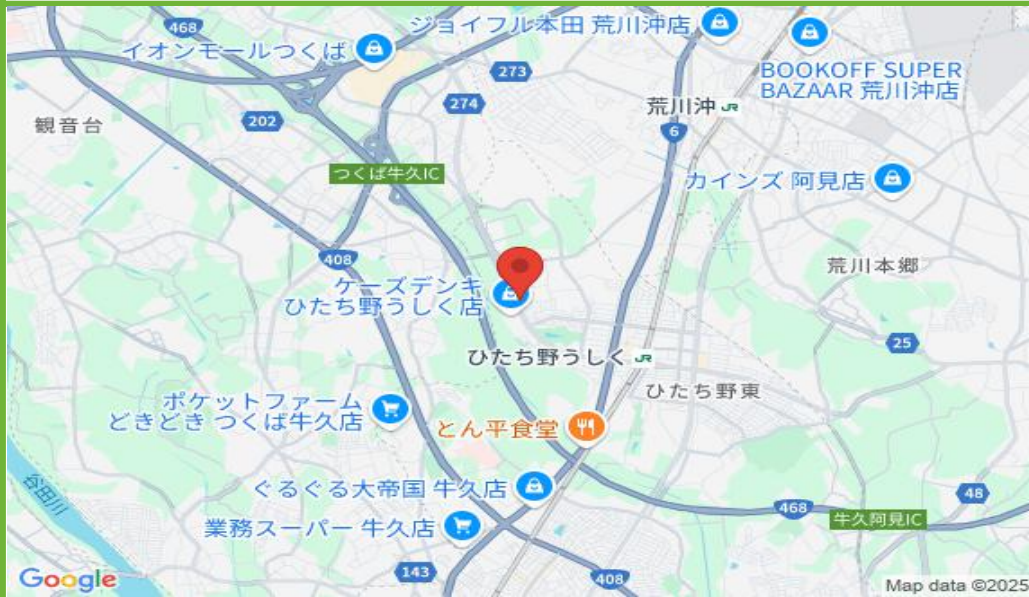 468
ジョイフル本田 荒川沖店
イオンモールつくば
273
BOOKOFF SUPER
BAZAAR 荒川沖店
274
荒川沖 JR
202
6
観音台
つくば牛久IC
カインズ 阿見店
408
荒川本郷
ケーズデンキ
ひたち野うしく店
25
ひたち野うしく JR
ひたち野東
ポケットファーム
どきどき つくば牛久店
とん平食堂
谷田川
ぐるぐる大帝国 牛久店
48
468
業務スーパー 牛久店
牛久阿見IC
143
408
Google
Map data ©2025